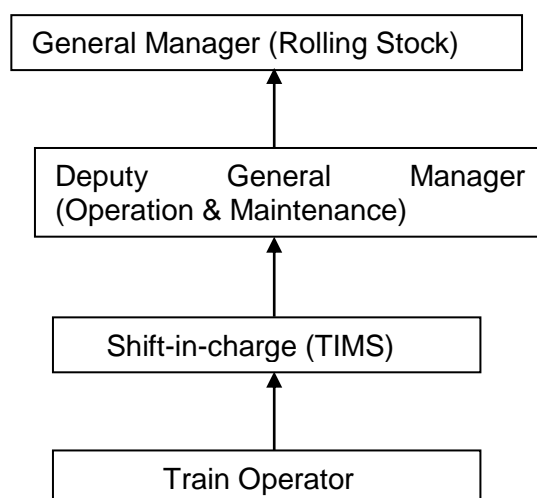 General Manager (Rolling Stock)
Deputy General Manager
(Operation & Maintenance)
Shift-in-charge (TIMS)
Train Operator